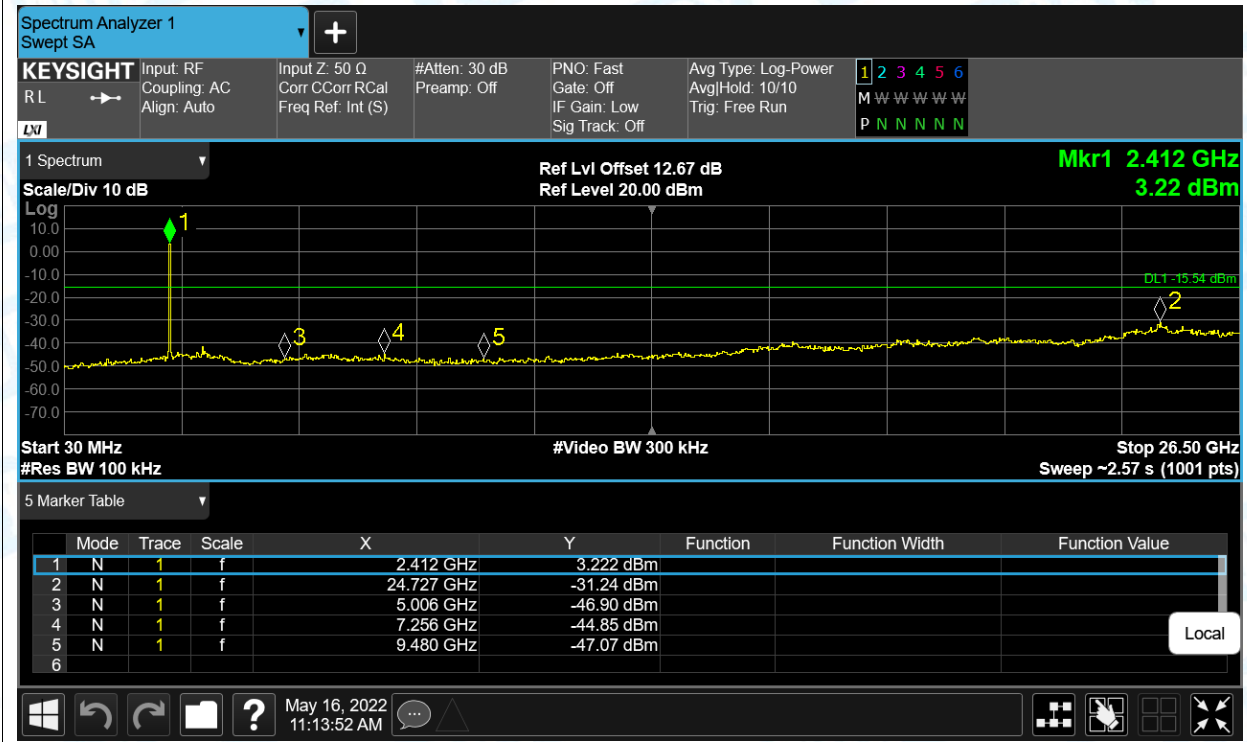 Spectrum Analyzer 1
Swept SA
+
KEYSIGHT Input: RF Input Z: 50 Ω #Atten: 30 dB PNO: Fast Avg Type: Log-Power 1 2 3 4 5 6
R L Coupling: AC Corr CCorr RCal Preamp: Off Gate: Off Avg|Hold: 10/10 M W W W W W W
Align: Auto Freq Ref: Int (S) IF Gain: Low Trig: Free Run
LXI Sig Track: Off P N N N N N N
1 Spectrum
Ref Lvl Offset 12.67 dB Mkr1 2.412 GHz
Scale/Div 10 dB Ref Level 20.00 dBm 3.22 dBm
Log
1
10.0
0.00
-10.0
DL1 -15.54 dBm
-20.0
2
-30.0
3 4 5
-40.0
-50.0
-60.0
-70.0
Start 30 MHz #Video BW 300 kHz Stop 26.50 GHz
#Res BW 100 kHz Sweep ~2.57 s (1001 pts)
5 Marker Table
Mode Trace Scale X Y Function Function Width Function Value
1 N 1 f 2.412 GHz 3.222 dBm
2 N 1 f 24.727 GHz -31.24 dBm
3 N 1 f 5.006 GHz -46.90 dBm
4 N 1 f 7.256 GHz -44.85 dBm
5 N 1 f 9.480 GHz -47.07 dBm
6
Local
? May 16, 2022
11:13:52 AM